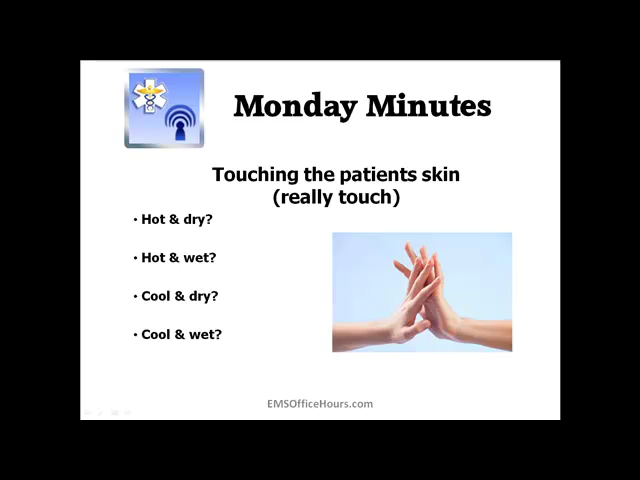 Monday Minutes
Touching the patients skin
(really touch)
• Hot & dry?
• Hot & wet?
• Cool & dry?
• Cool & wet?
EMSOfficeHours.com